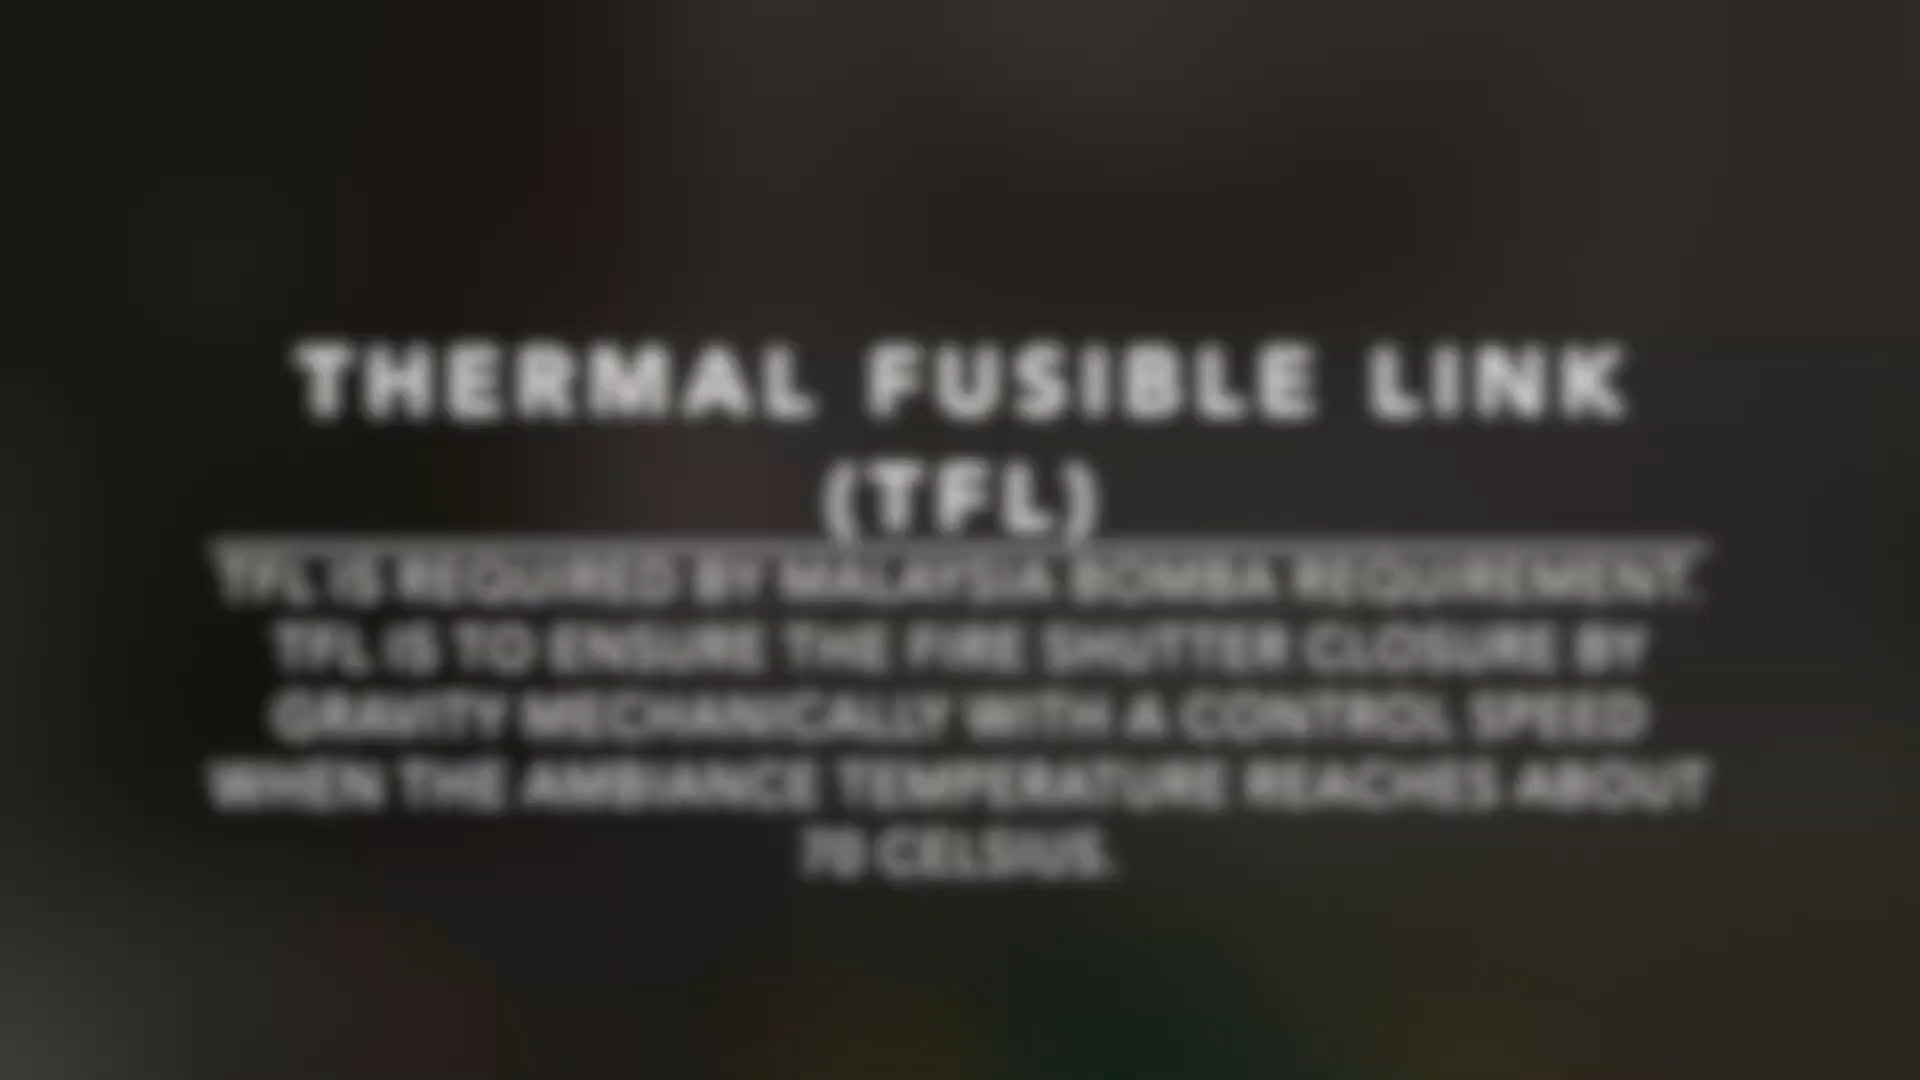 THERMAL FUSIBLE LINK
(TFL)
TFL IS REQUIRED BY MALAYSIA BOMBA REQUIREMENT.
TFL IS TO ENSURE THE FIRE SHUTTER CLOSURE BY
GRAVITY MECHANICALLY WITH A CONTROL SPEED
WHEN THE AMBIANCE TEMPERATURE REACHES ABOUT
70 CELSIUS.